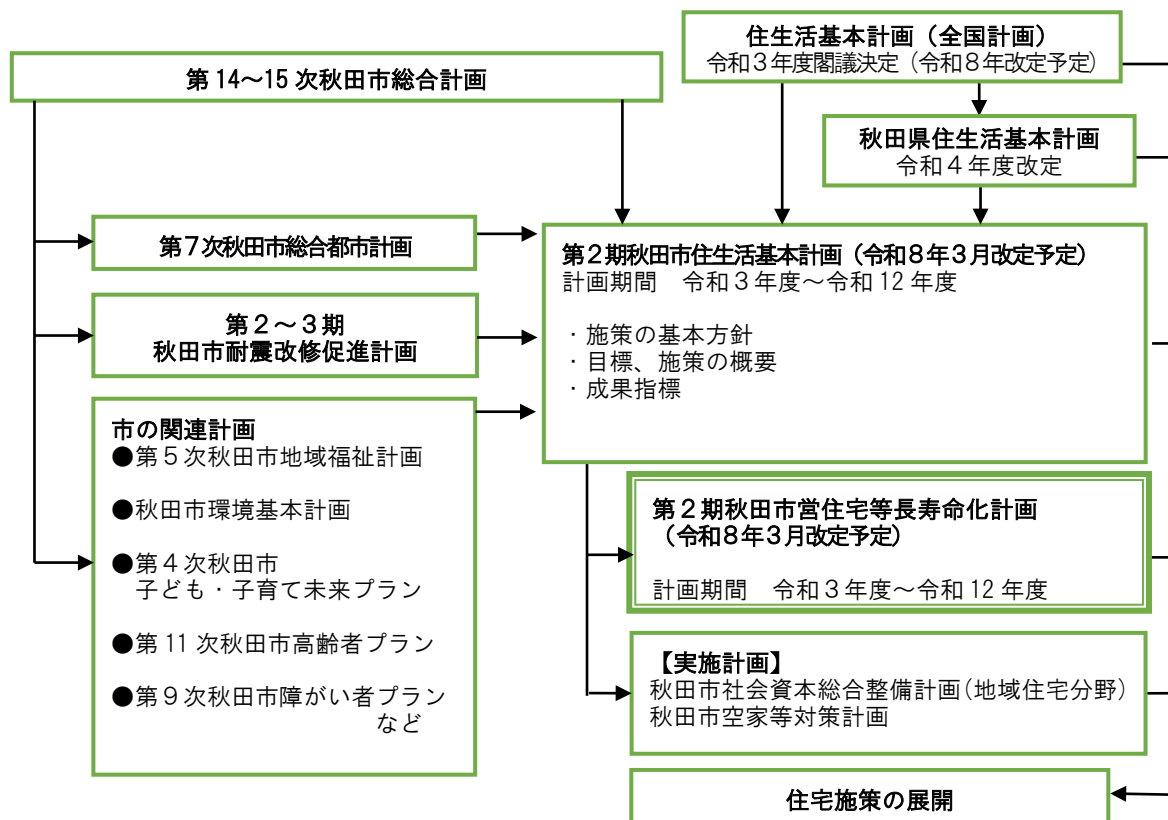 第14～15次秋田市総合計画
住生活基本計画（全国計画）
令和３年度閣議決定（令和８年改定予定）
秋田県住生活基本計画
令和４年度改定
第７次秋田市総合都市計画
第２～３期
秋田市耐震改修促進計画
市の関連計画
●第５次秋田市地域福祉計画
●秋田市環境基本計画
●第４次秋田市
子ども・子育て未来プラン
●第11次秋田市高齢者プラン
●第９次秋田市障がい者プラン
など
第２期秋田市住生活基本計画（令和８年３月改定予定）
計画期間　令和３年度～令和12年度
・施策の基本方針
・目標、施策の概要
・成果指標
第２期秋田市営住宅等長寿命化計画
（令和８年３月改定予定）
計画期間　令和３年度～令和12年度
【実施計画】
秋田市社会資本総合整備計画（地域住宅分野）
秋田市空家等対策計画
住宅施策の展開